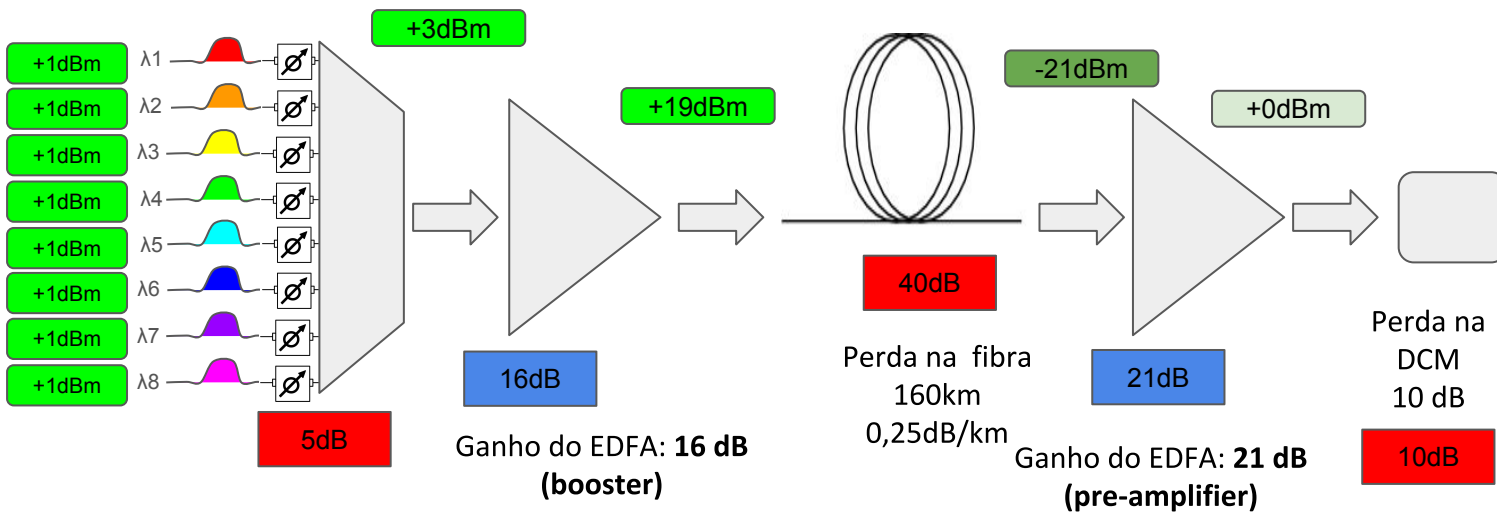 +3dBm
+1dBm λ1
+1dBm λ2
+1dBm λ3
+1dBm λ4
+1dBm λ5
+1dBm λ6
+1dBm λ7
+1dBm λ8
5dB
16dB
Ganho do EDFA: 16 dB
(booster)
+19dBm
40dB
Perda na fibra
160km
0,25dB/km
-21dBm
21dB
Ganho do EDFA: 21 dB
(pre-amplifier)
+0dBm
Perda na
DCM
10 dB
10dB